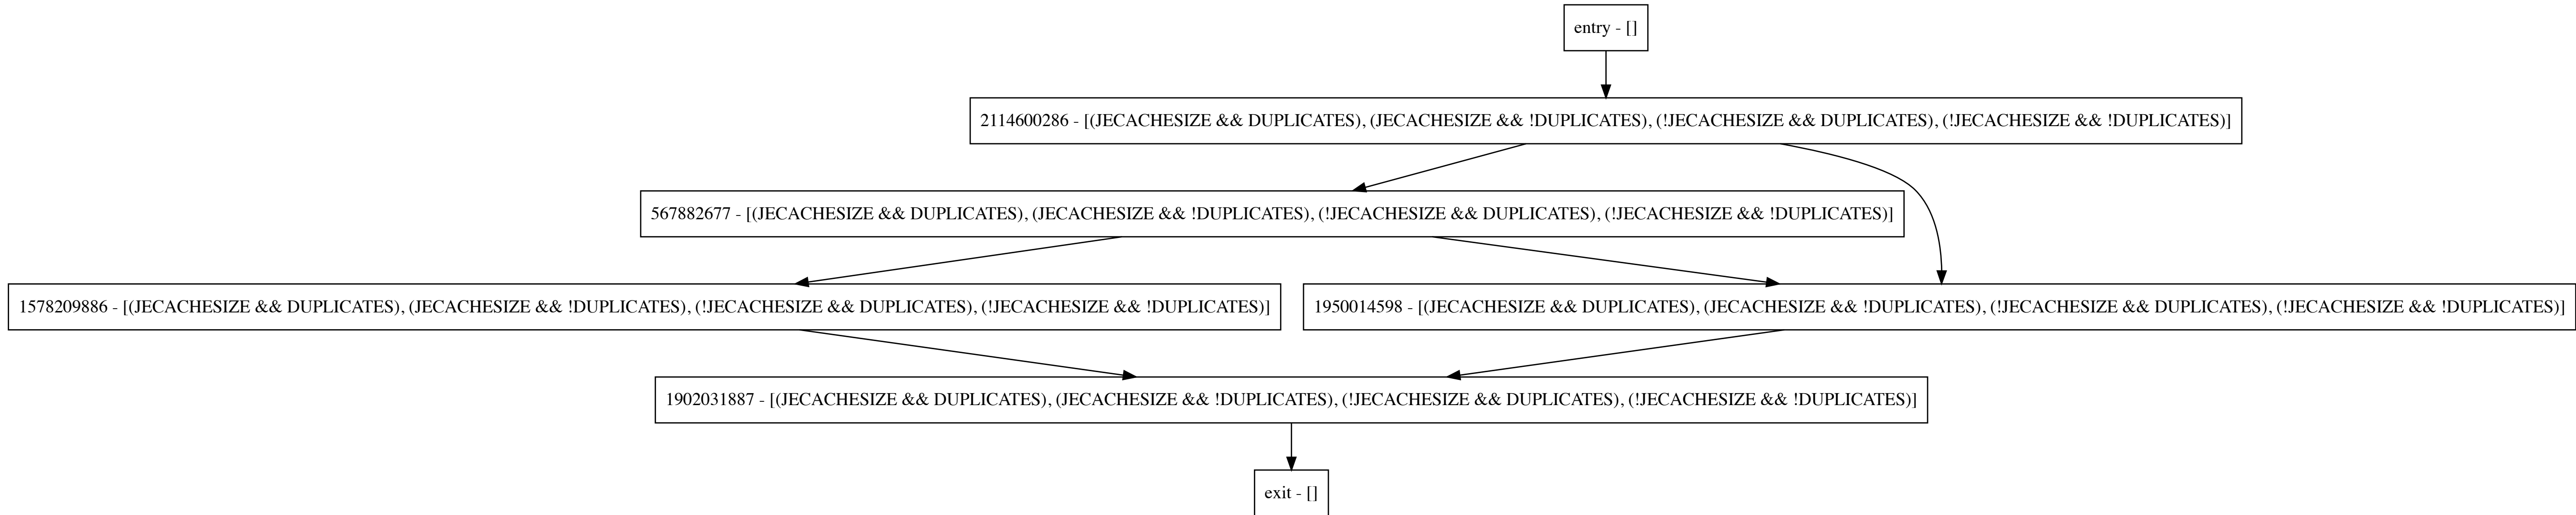 entry - []
2114600286 - [(JECACHESIZE && DUPLICATES), (JECACHESIZE && !DUPLICATES), (!JECACHESIZE && DUPLICATES), (!JECACHESIZE && !DUPLICATES)]
567882677 - [(JECACHESIZE && DUPLICATES), (JECACHESIZE && !DUPLICATES), (!JECACHESIZE && DUPLICATES), (!JECACHESIZE && !DUPLICATES)]
1578209886 - [(JECACHESIZE && DUPLICATES), (JECACHESIZE && !DUPLICATES), (!JECACHESIZE && DUPLICATES), (!JECACHESIZE && !DUPLICATES)]
1950014598 - [(JECACHESIZE && DUPLICATES), (JECACHESIZE && !DUPLICATES), (!JECACHESIZE && DUPLICATES), (!JECACHESIZE && !DUPLICATES)]
1902031887 - [(JECACHESIZE && DUPLICATES), (JECACHESIZE && !DUPLICATES), (!JECACHESIZE && DUPLICATES), (!JECACHESIZE && !DUPLICATES)]
exit - []